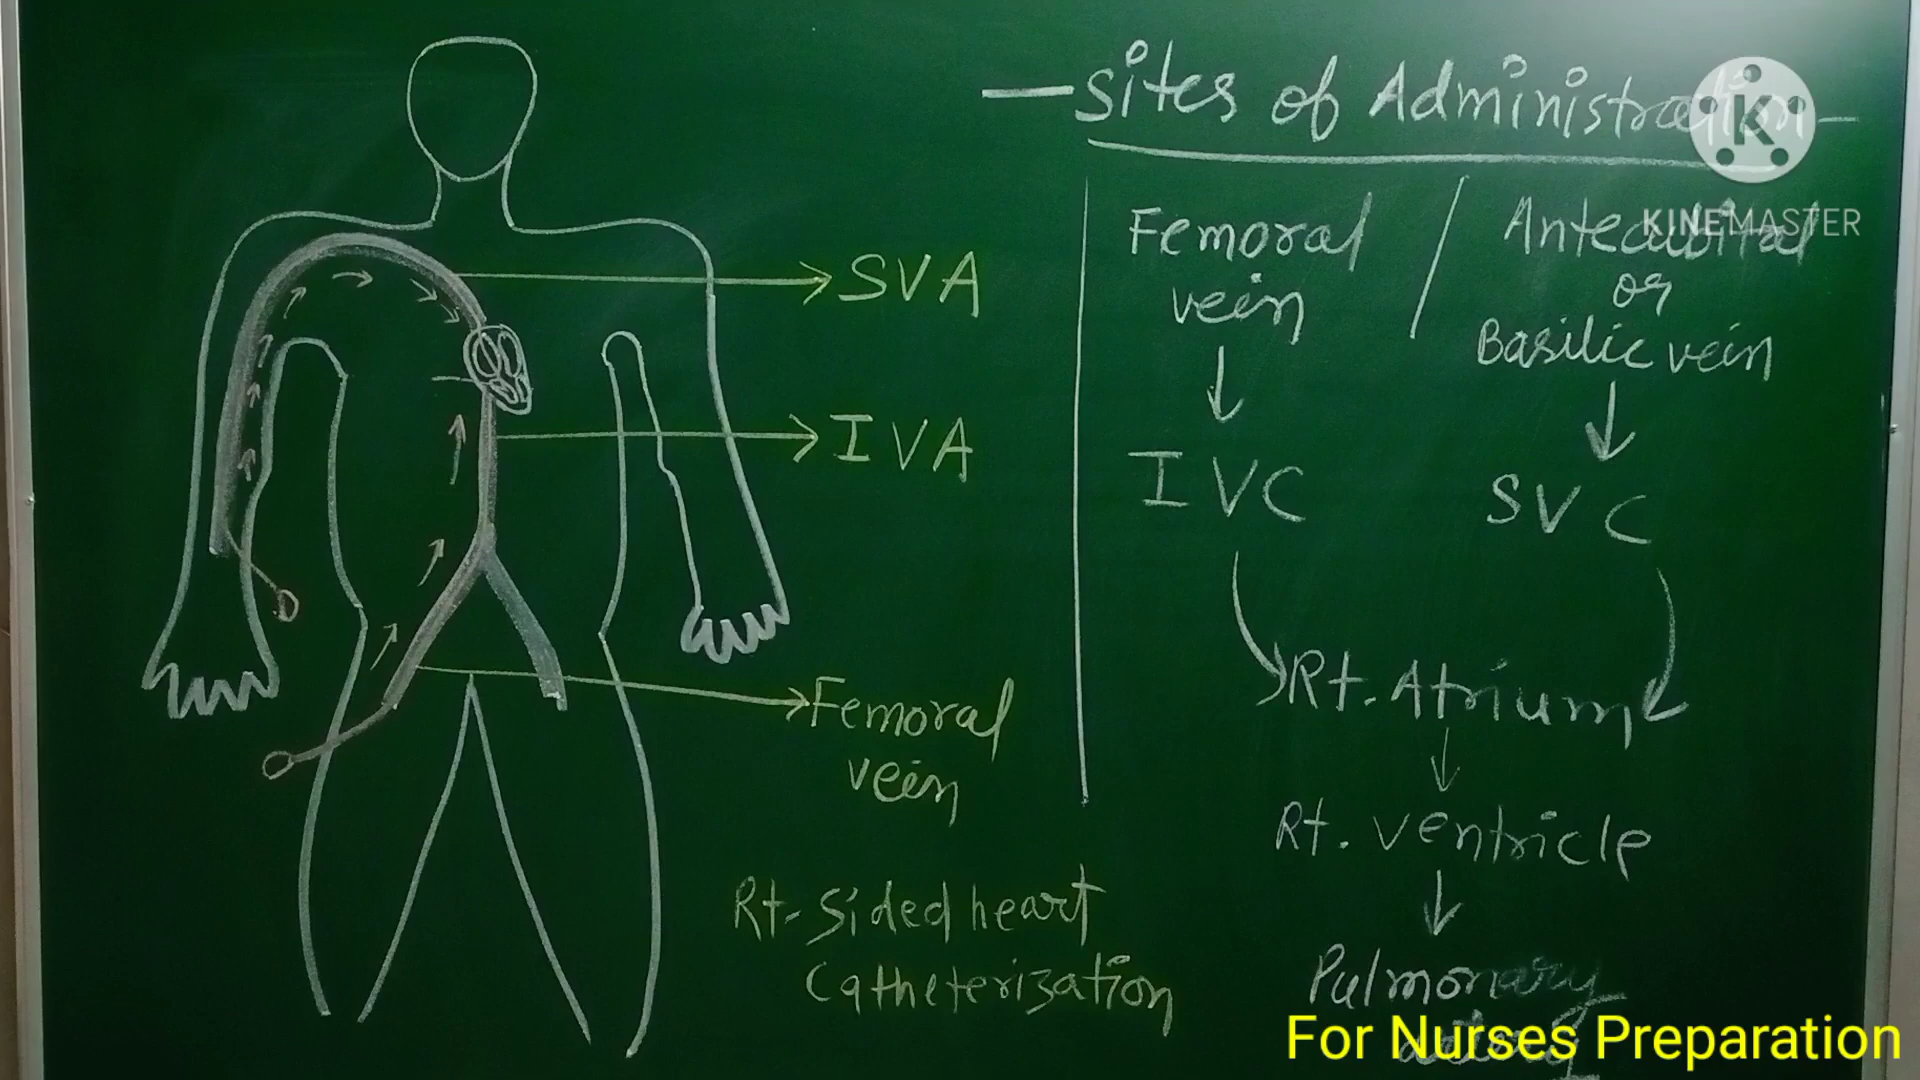 Sites of Administration
Femoral
vein
/
Antecubital
or
Basilic vein
IVC
SVC
Rt. Atrium
Rt. ventricle
Pulmonary
artery
SVA
IVA
Femoral
vein
Rt. Sided heart
Catheterization
K
KINEMASTER
For Nurses Preparation